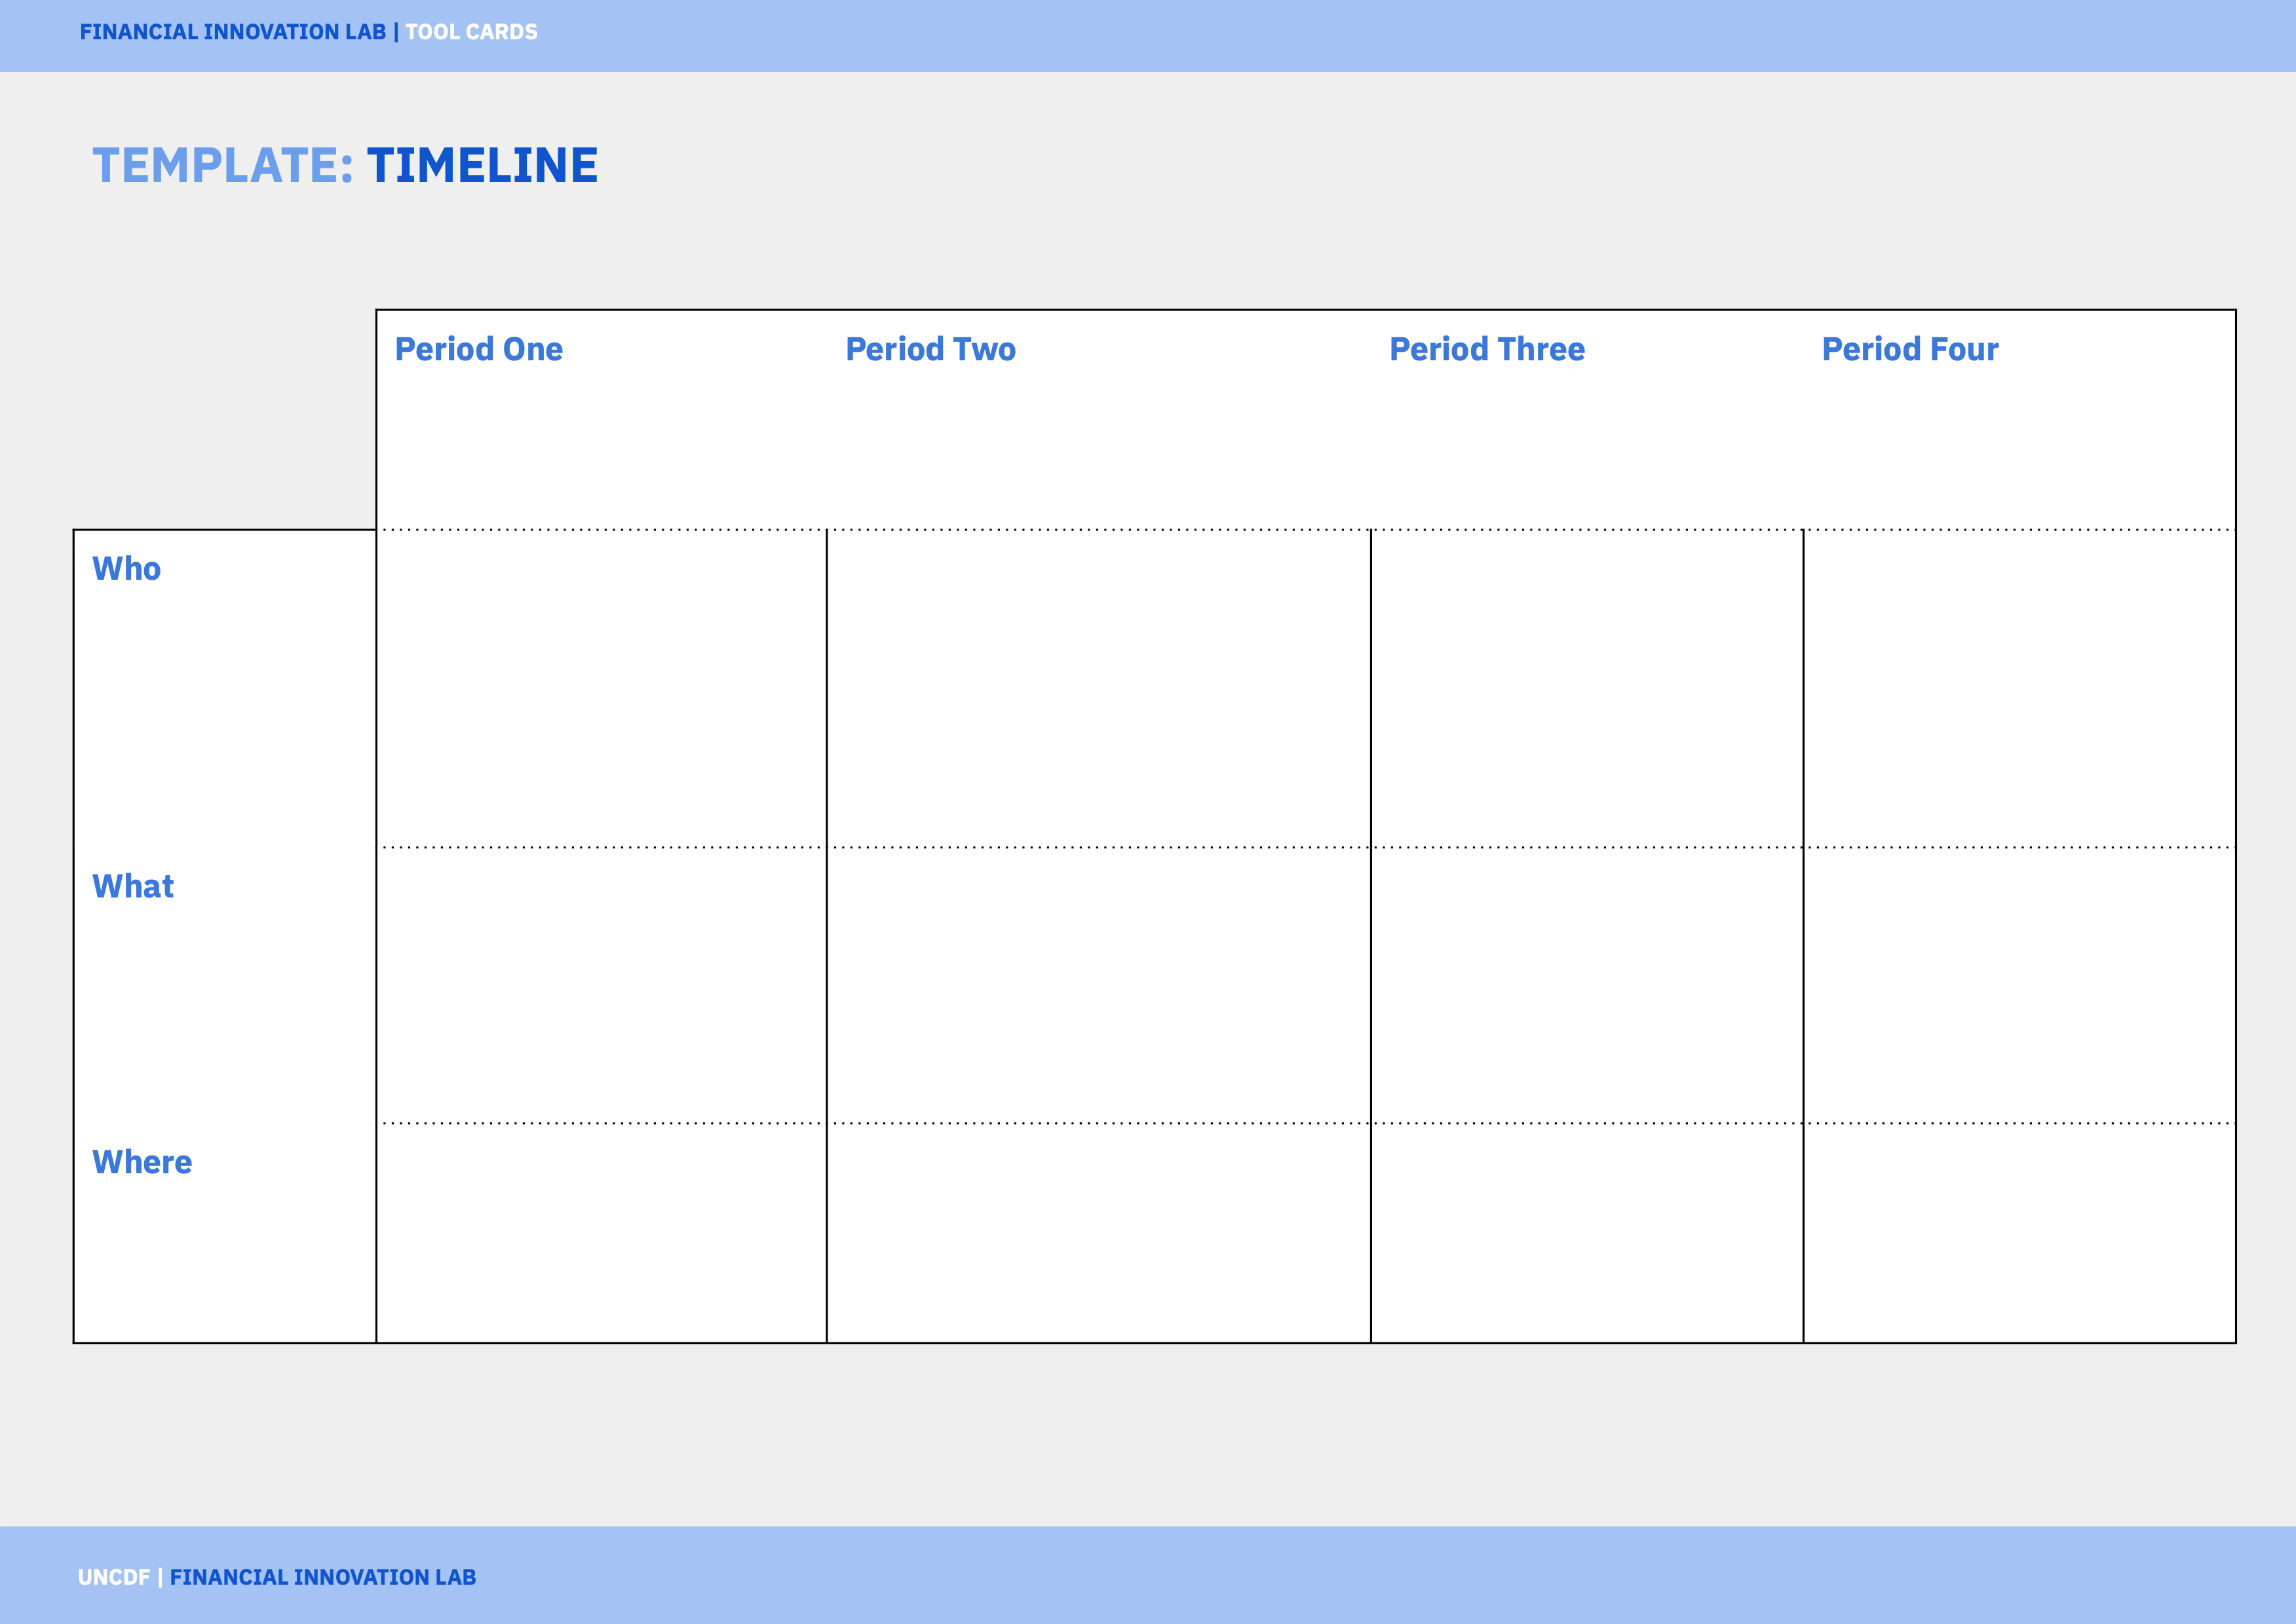 FINANCIAL INNOVATION LAB | TOOL CARDS
TEMPLATE: TIMELINE
Period One
Period Two
Period Three
Period Four
Who
What
Where
UNCDF | FINANCIAL INNOVATION LAB